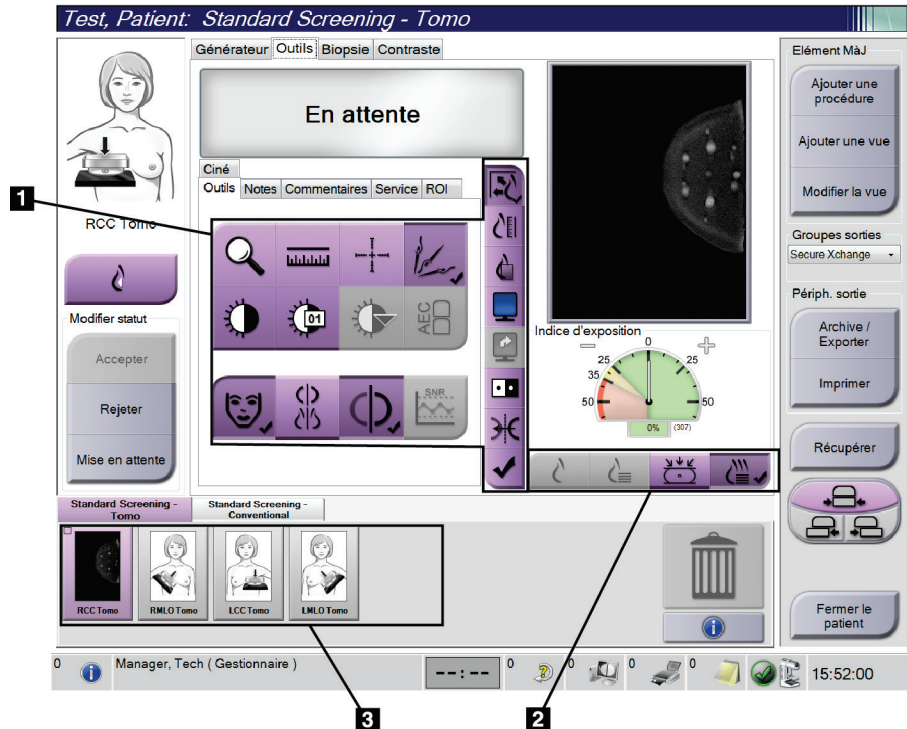 Test, Patient: Standard Screening - Tomo
Générateur Outils Biopsie Contraste
En attente
Ciné
Outils Notes Commentaires Service ROI
1
RCC Tomo
Modifier statut
Accepter
Rejeter
Mise en attente
01
AEC
SNR
Indice d'exposition
0
25 25
35
50 50
0% (307)
Elément MàJ
Ajouter une
procédure
Ajouter une vue
Modifier la vue
Groupes sorties
Secure Xchange
Périph. sortie
Archive /
Exporter
Imprimer
Récupérer
Fermer le
patient
Standard Screening -
Tomo
Standard Screening -
Conventional
RCC Tomo
RMLO Tomo
LCC Tomo
LMLO Tomo
0 Manager, Tech ( Gestionnaire ) --:-- 0 0 0 0 15:52:00
3
2